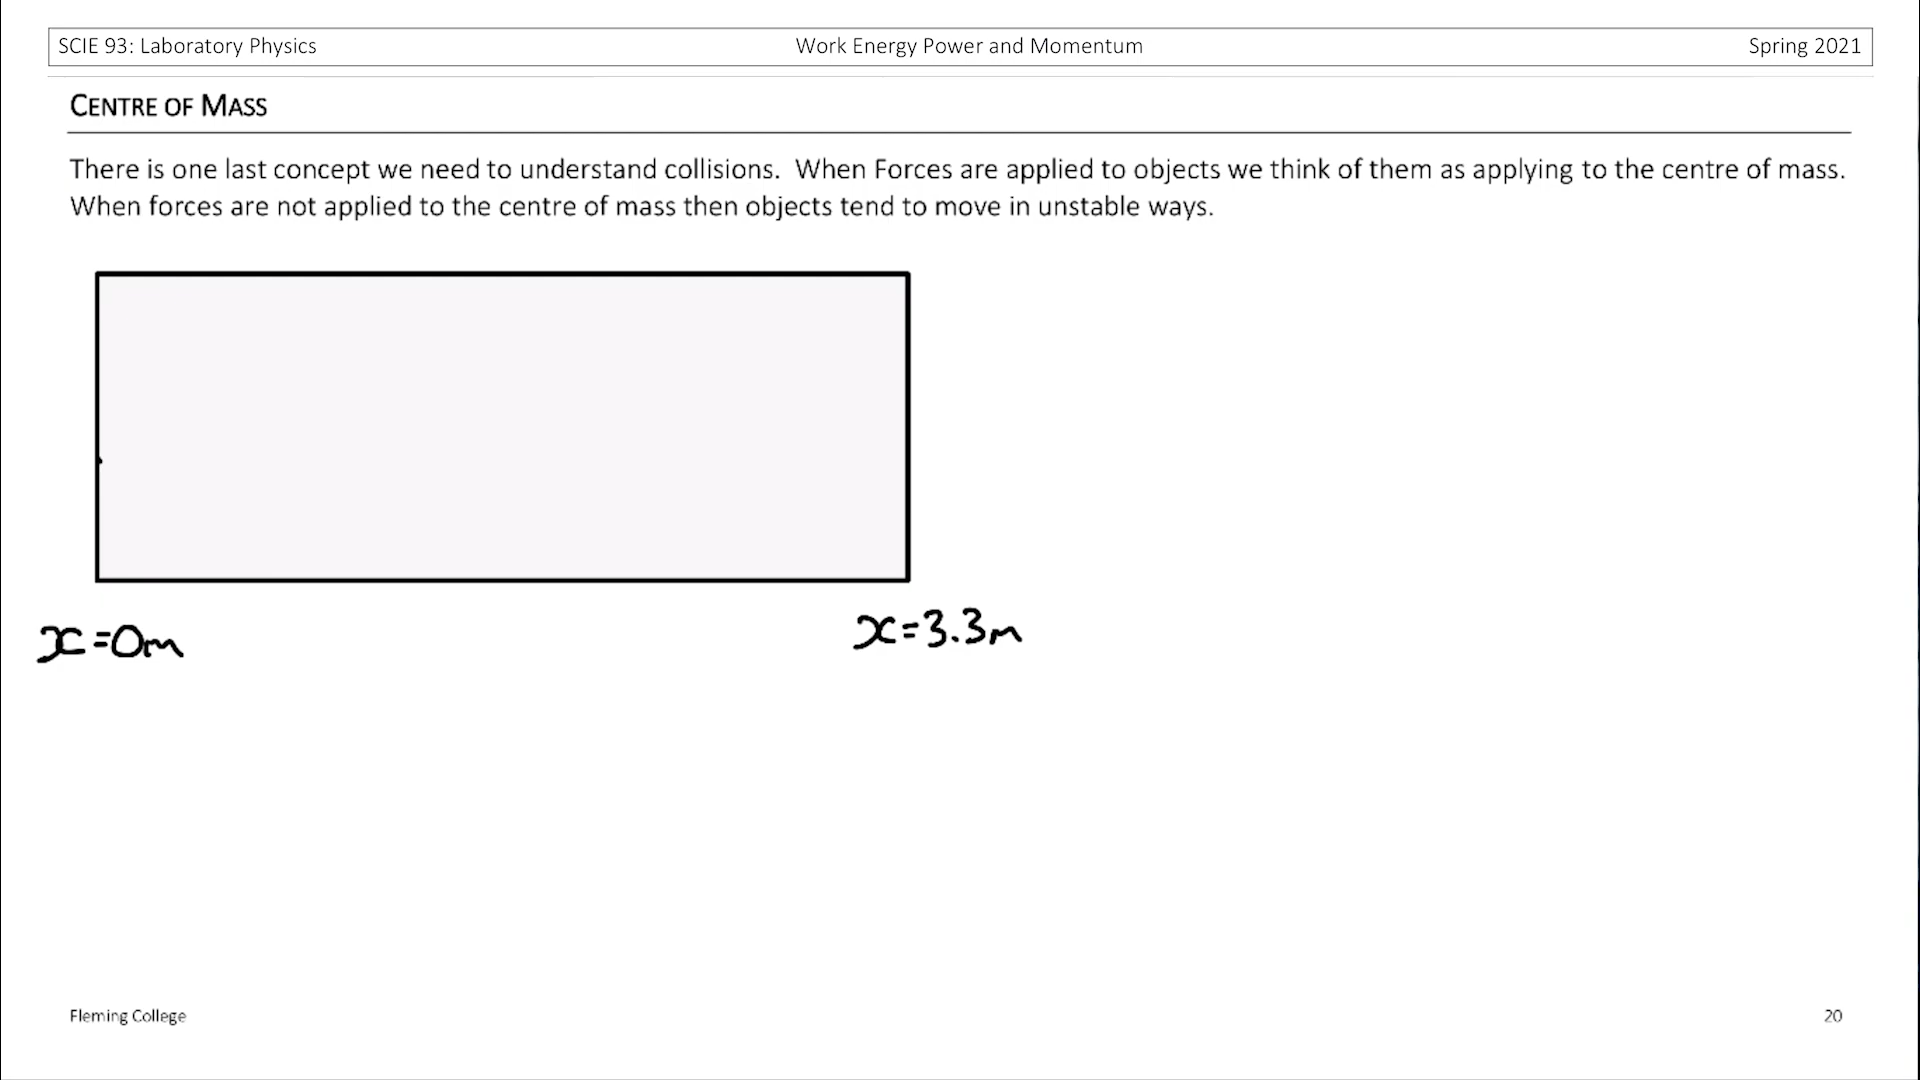 SCIE 93: Laboratory Physics Work Energy Power and Momentum Spring 2021
CENTRE OF MASS
There is one last concept we need to understand collisions. When Forces are applied to objects we think of them as applying to the centre of mass.
When forces are not applied to the centre of mass then objects tend to move in unstable ways.
x=0m x=3.3m
Fleming College 20